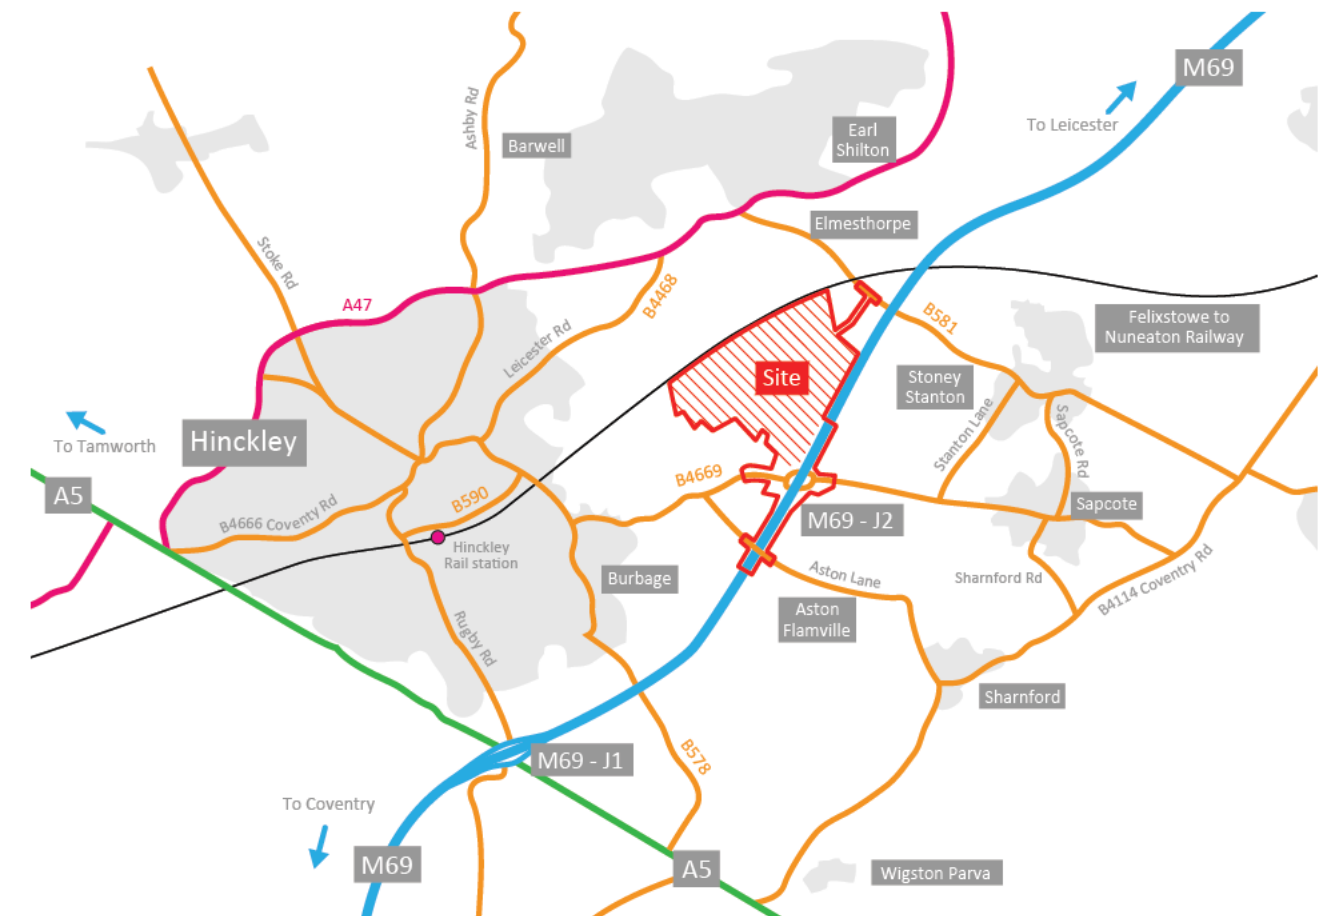 M69
To Leicester
Ashby Rd
Barwell
Earl
Shilton
Elmesthorpe
Stoke Rd
A47
B4468
Leicester Rd
B581
Felixstowe to
Nuneaton Railway
Site
Stoney
Stanton
Stanton Lane
Sapcote Rd
To Tamworth
Hinckley
A5
B4669
B590
B4666 Coventy Rd
Sapcote
M69 - J2
Hinckley
Rail station
Burbage
Aston Lane
Sharnford Rd
B4114 Coventry Rd
Aston
Flamville
Rugby Rd
Sharnford
B578
M69 - J1
To Coventry
M69
A5
Wigston Parva